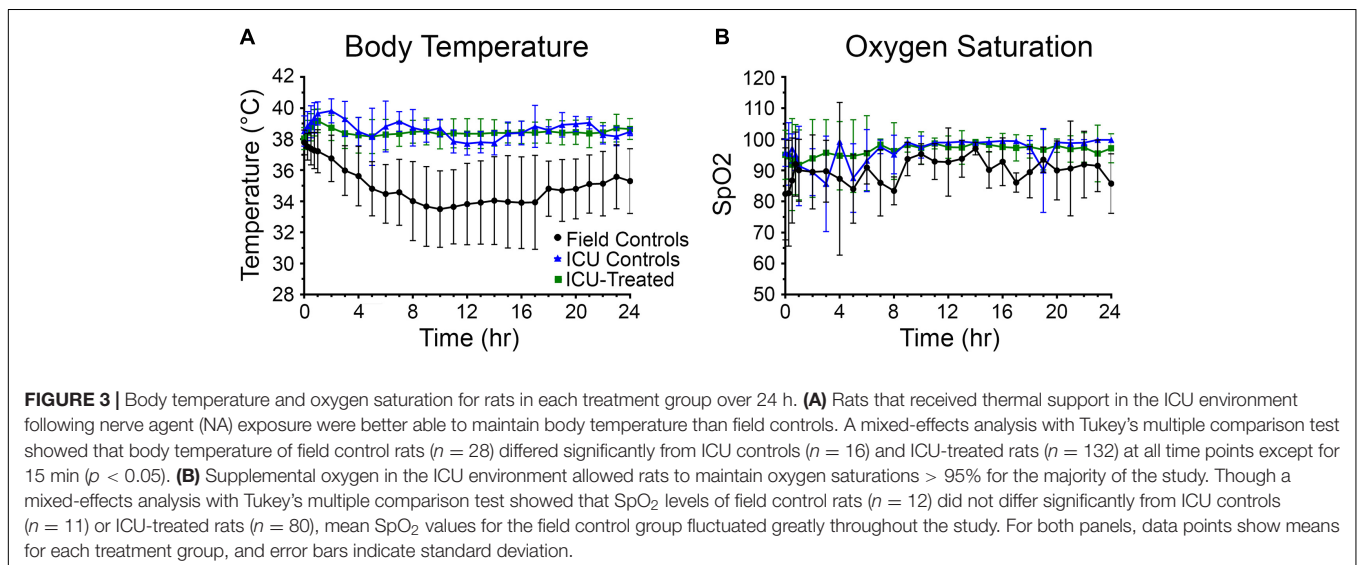 A Body Temperature
42
40
38
36
34
32
30
28
Temperature (°C)
0 4 8 12 16 20 24
Time (hr)
Field Controls
ICU Controls
ICU-Treated
B Oxygen Saturation
120
110
100
90
80
70
60
50
SpO2
0 4 8 12 16 20 24
Time (hr)
FIGURE 3 | Body temperature and oxygen saturation for rats in each treatment group over 24 h. (A) Rats that received thermal support in the ICU environment
following nerve agent (NA) exposure were better able to maintain body temperature than field controls. A mixed-effects analysis with Tukey's multiple comparison test
showed that body temperature of field control rats (n = 28) differed significantly from ICU controls (n = 16) and ICU-treated rats (n = 132) at all time points except for
15 min (p < 0.05). (B) Supplemental oxygen in the ICU environment allowed rats to maintain oxygen saturations > 95% for the majority of the study. Though a
mixed-effects analysis with Tukey's multiple comparison test showed that SpO₂ levels of field control rats (n = 12) did not differ significantly from ICU controls
(n = 11) or ICU-treated rats (n = 80), mean SpO₂ values for the field control group fluctuated greatly throughout the study. For both panels, data points show means
for each treatment group, and error bars indicate standard deviation.